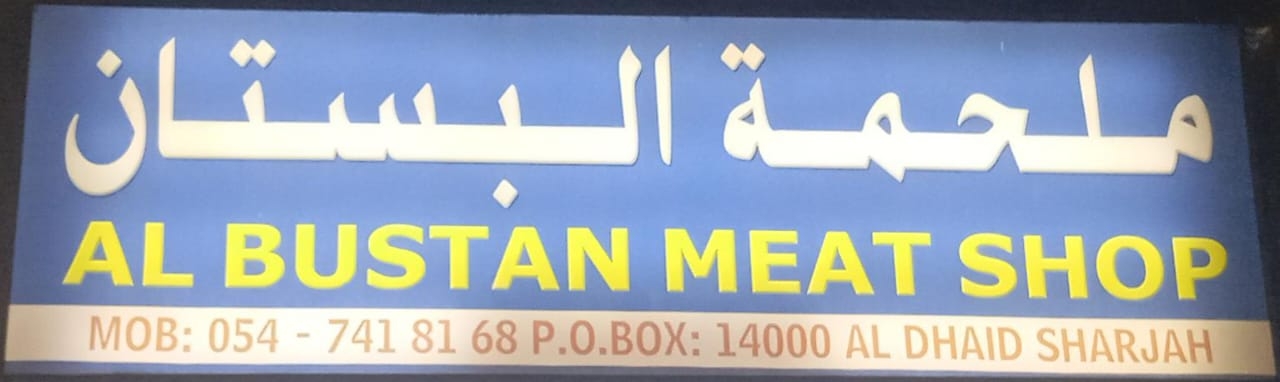 ملحمة البستان
AL BUSTAN MEAT SHOP
MOB: 054 - 741 81 68 P.O.BOX: 14000 AL DHAID SHARJAH